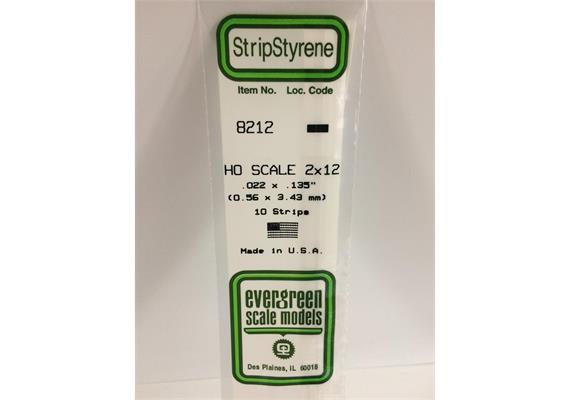 StripStyrene
Item No. Loc. Code
8212
HO SCALE 2x12
.022 x .135"
(0.56 x 3.43 mm)
10 Strips
Made in U.S.A.
evergreen
scale models
Des Plaines, IL 60018